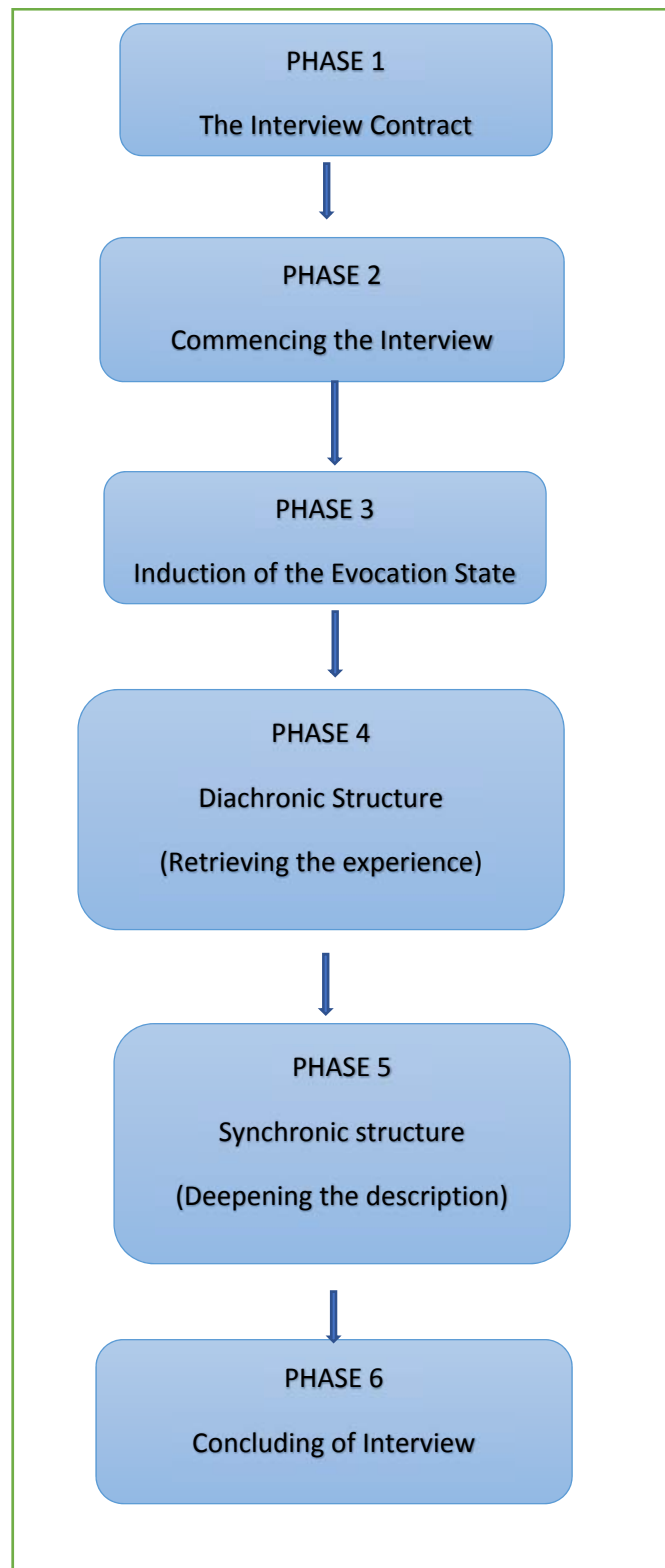 PHASE 1
The Interview Contract
PHASE 2
Commencing the Interview
PHASE 3
Induction of the Evocation State
PHASE 4
Diachronic Structure
(Retrieving the experience)
PHASE 5
Synchronic structure
(Deepening the description)
PHASE 6
Concluding of Interview